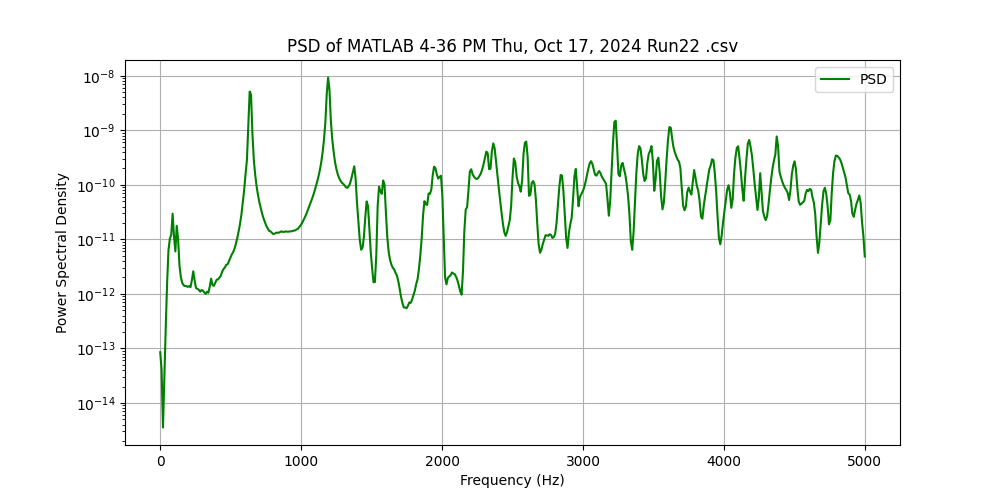 PSD of MATLAB 4-36 PM Thu, Oct 17, 2024 Run22 .csv
PSD
Power Spectral Density
10⁻⁸
10⁻⁹
10⁻¹⁰
10⁻¹¹
10⁻¹²
10⁻¹³
10⁻¹⁴
0 1000 2000 3000 4000 5000
Frequency (Hz)